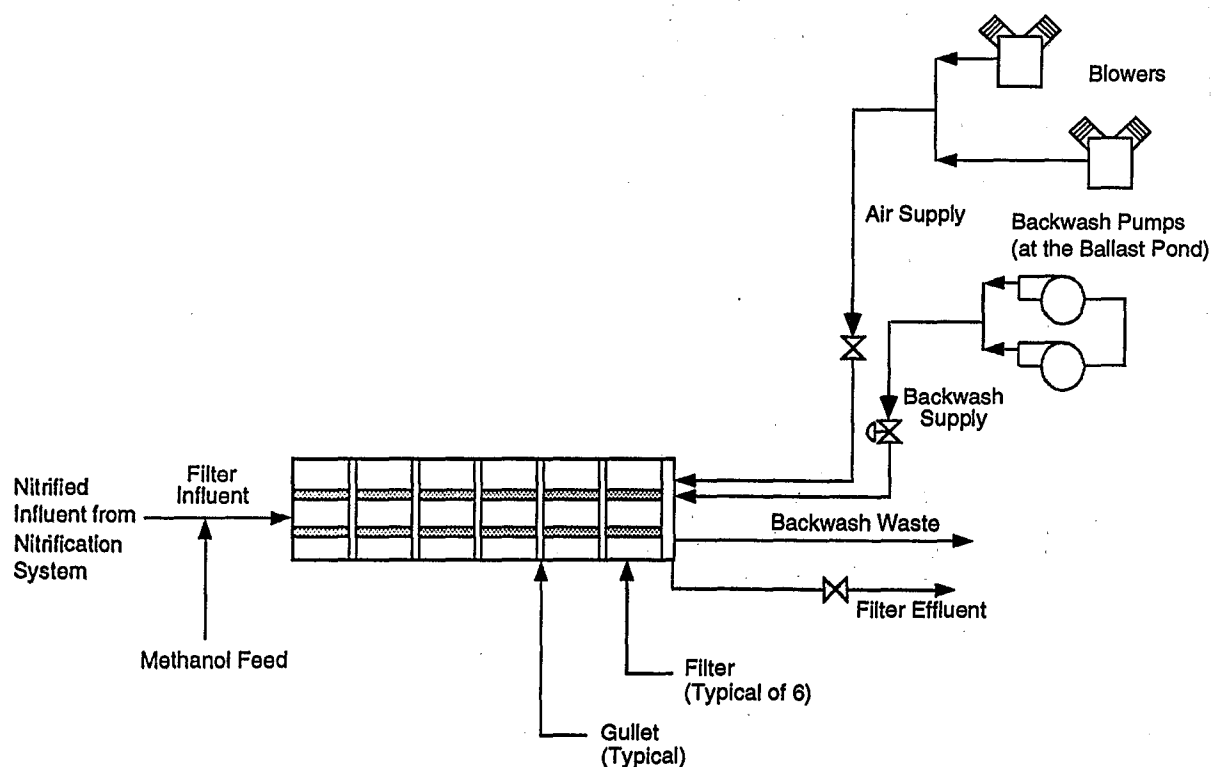 Blowers
Air Supply
Backwash Pumps
(at the Ballast Pond)
Backwash
Supply
Filter
Influent
Nitrified
Influent from
Nitrification
System
Backwash Waste
Filter Effluent
Methanol Feed
Filter
(Typical of 6)
Gullet
(Typical)